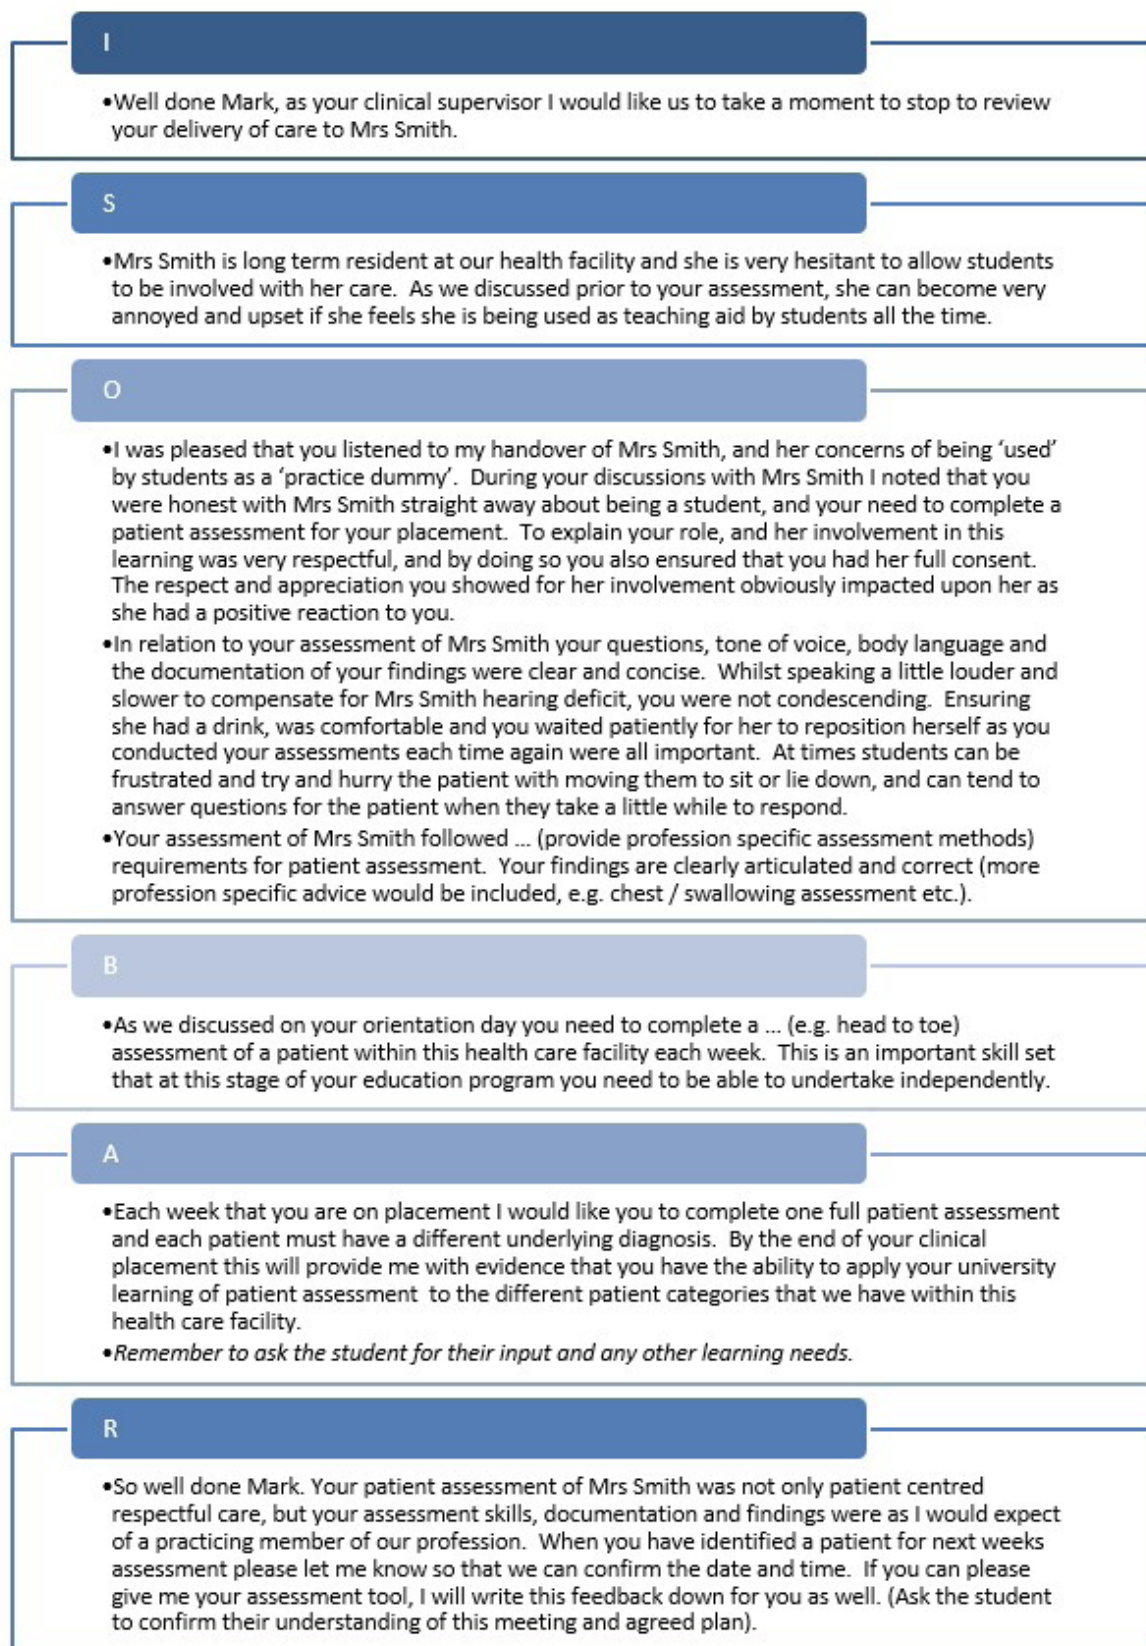 I
•Well done Mark, as your clinical supervisor I would like us to take a moment to stop to review
your delivery of care to Mrs Smith.
S
•Mrs Smith is long term resident at our health facility and she is very hesitant to allow students
to be involved with her care.  As we discussed prior to your assessment, she can become very
annoyed and upset if she feels she is being used as teaching aid by students all the time.
O
•I was pleased that you listened to my handover of Mrs Smith, and her concerns of being ‘used’
by students as a ‘practice dummy’.  During your discussions with Mrs Smith I noted that you
were honest with Mrs Smith straight away about being a student, and your need to complete a
patient assessment for your placement.  To explain your role, and her involvement in this
learning was very respectful, and by doing so you also ensured that you had her full consent.
The respect and appreciation you showed for her involvement obviously impacted upon her as
she had a positive reaction to you.
•In relation to your assessment of Mrs Smith your questions, tone of voice, body language and
the documentation of your findings were clear and concise.  Whilst speaking a little louder and
slower to compensate for Mrs Smith hearing deficit, you were not condescending.  Ensuring
she had a drink, was comfortable and you waited patiently for her to reposition herself as you
conducted your assessments each time again were all important.  At times students can be
frustrated and try and hurry the patient with moving them to sit or lie down, and can tend to
answer questions for the patient when they take a little while to respond.
•Your assessment of Mrs Smith followed ... (provide profession specific assessment methods)
requirements for patient assessment.  Your findings are clearly articulated and correct (more
profession specific advice would be included, e.g. chest / swallowing assessment etc.).
B
•As we discussed on your orientation day you need to complete a ... (e.g. head to toe)
assessment of a patient within this health care facility each week.  This is an important skill set
that at this stage of your education program you need to be able to undertake independently.
A
•Each week that you are on placement I would like you to complete one full patient assessment
and each patient must have a different underlying diagnosis.  By the end of your clinical
placement this will provide me with evidence that you have the ability to apply your university
learning of patient assessment  to the different patient categories that we have within this
health care facility.
•Remember to ask the student for their input and any other learning needs.
R
•So well done Mark. Your patient assessment of Mrs Smith was not only patient centred
respectful care, but your assessment skills, documentation and findings were as I would expect
of a practicing member of our profession.  When you have identified a patient for next weeks
assessment please let me know so that we can confirm the date and time.  If you can please
give me your assessment tool, I will write this feedback down for you as well. (Ask the student
to confirm their understanding of this meeting and agreed plan).